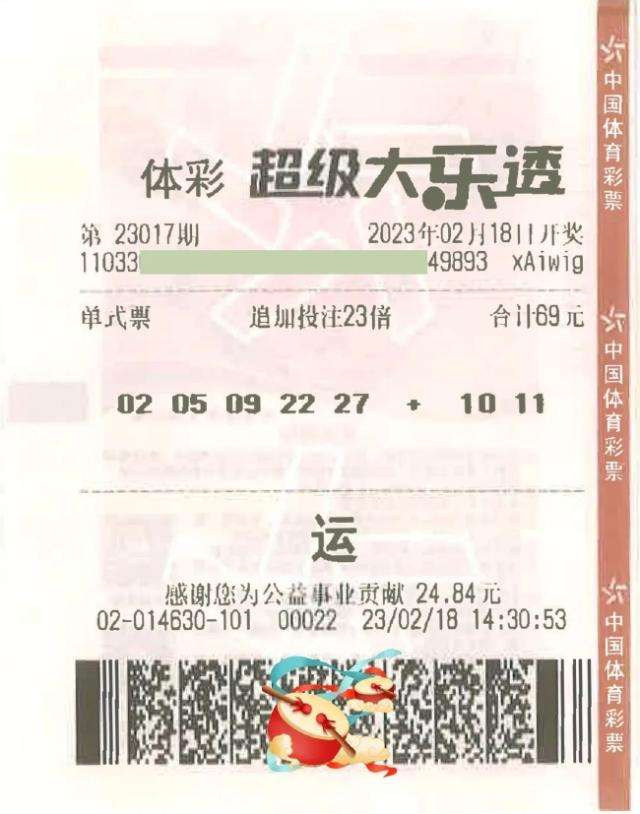 体彩 超级大乐透
第 23017期 2023年02月18日开奖
11033 49893 xAiwig
单式票 追加投注23倍 合计69元
02 05 09 22 27 + 10 11
运
感谢您为公益事业贡献 24.84元
02-014630-101 00022 23/02/18 14:30:53
中国体育彩票
中国体育彩票
中国体育彩票